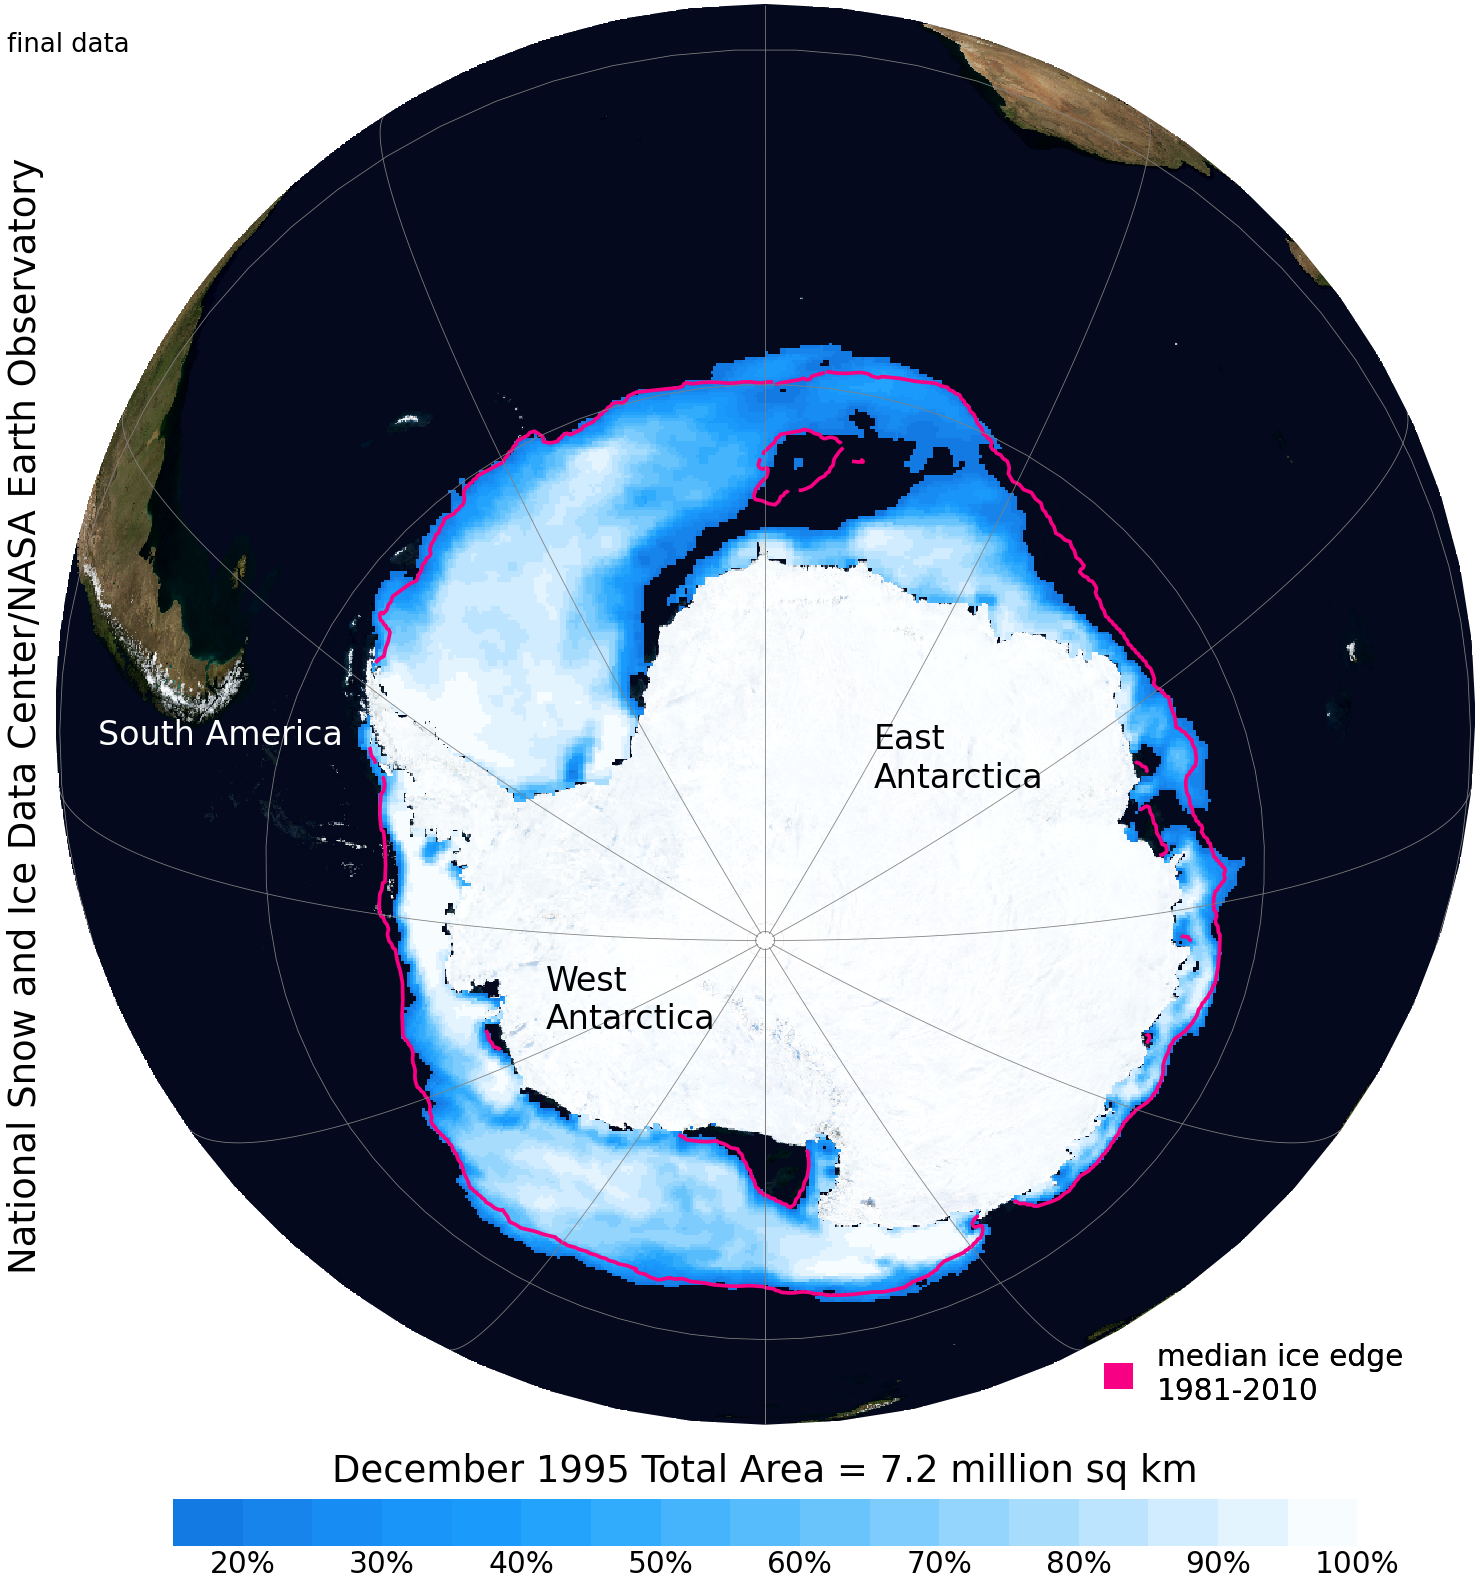 final data
National Snow and Ice Data Center/NASA Earth Observatory
South America
East
Antarctica
West
Antarctica
median ice edge
1981-2010
December 1995 Total Area = 7.2 million sq km
20% 30% 40% 50% 60% 70% 80% 90% 100%